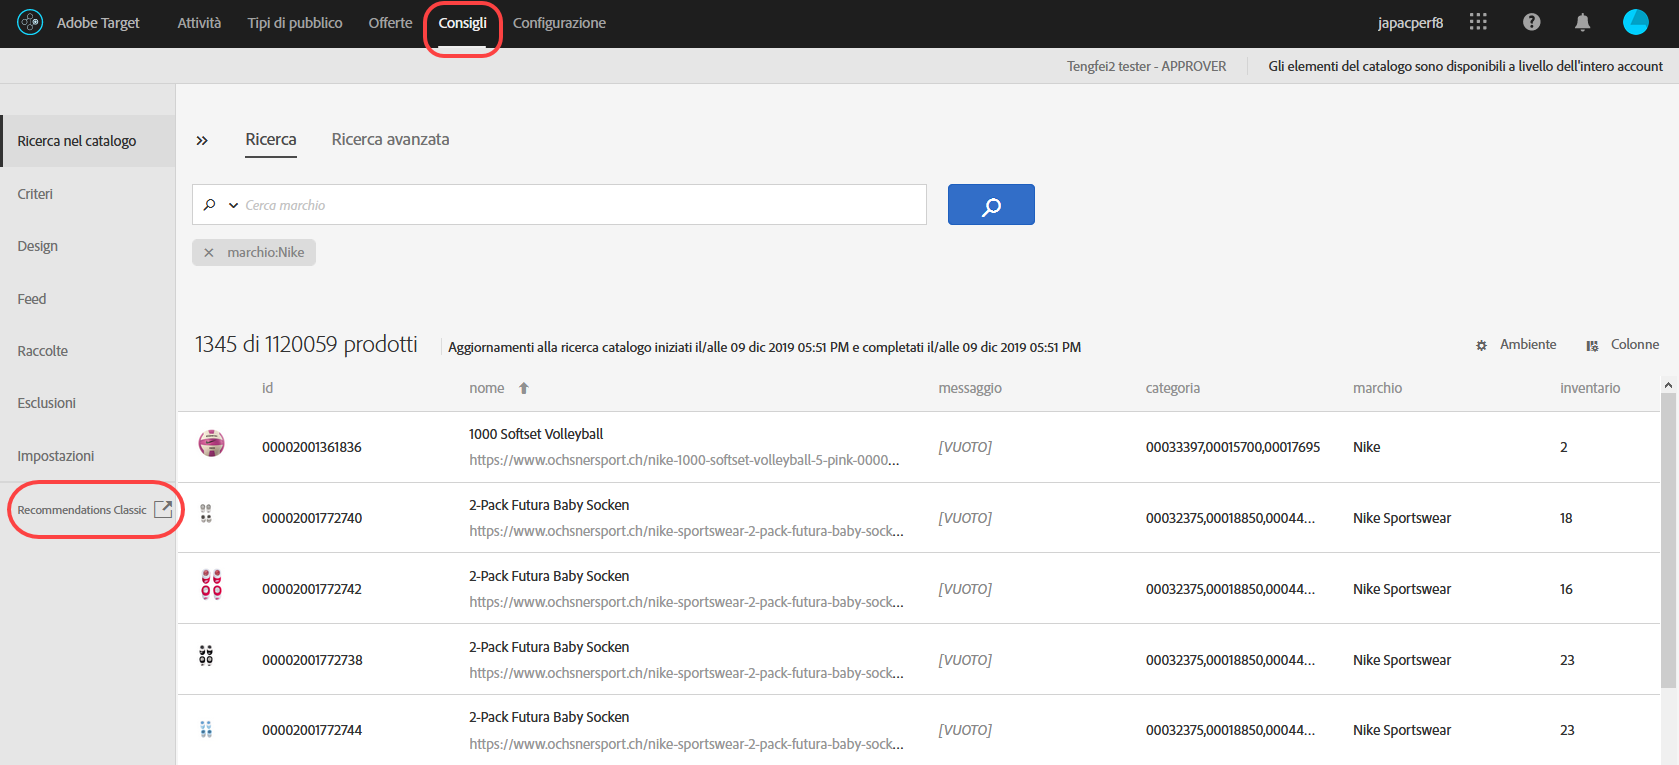 Adobe Target Attività Tipi di pubblico Offerte Consigli Configurazione japacperf8
Tengfei2 tester - APPROVER Gli elementi del catalogo sono disponibili a livello dell'intero account
Ricerca nel catalogo
Criteri
Design
Feed
Raccolte
Esclusioni
Impostazioni
Recommendations Classic
Ricerca Ricerca avanzata
Cerca marchio
marchio:Nike
1345 di 1120059 prodotti Aggiornamenti alla ricerca catalogo iniziati il/alle 09 dic 2019 05:51 PM e completati il/alle 09 dic 2019 05:51 PM Ambiente Colonne
id nome messaggio categoria marchio inventario
00002001361836 1000 Softset Volleyball [VUOTO] 00033397,00015700,00017695 Nike 2
https://www.ochsnersport.ch/nike-1000-softset-volleyball-5-pink-0000...
00002001772740 2-Pack Futura Baby Socken [VUOTO] 00032375,00018850,00044... Nike Sportswear 18
https://www.ochsnersport.ch/nike-sportswear-2-pack-futura-baby-sock...
00002001772742 2-Pack Futura Baby Socken [VUOTO] 00032375,00018850,00044... Nike Sportswear 16
https://www.ochsnersport.ch/nike-sportswear-2-pack-futura-baby-sock...
00002001772738 2-Pack Futura Baby Socken [VUOTO] 00032375,00018850,00044... Nike Sportswear 23
https://www.ochsnersport.ch/nike-sportswear-2-pack-futura-baby-sock...
00002001772744 2-Pack Futura Baby Socken [VUOTO] 00032375,00018850,00044... Nike Sportswear 23
https://www.ochsnersport.ch/nike-sportswear-2-pack-futura-baby-sock...